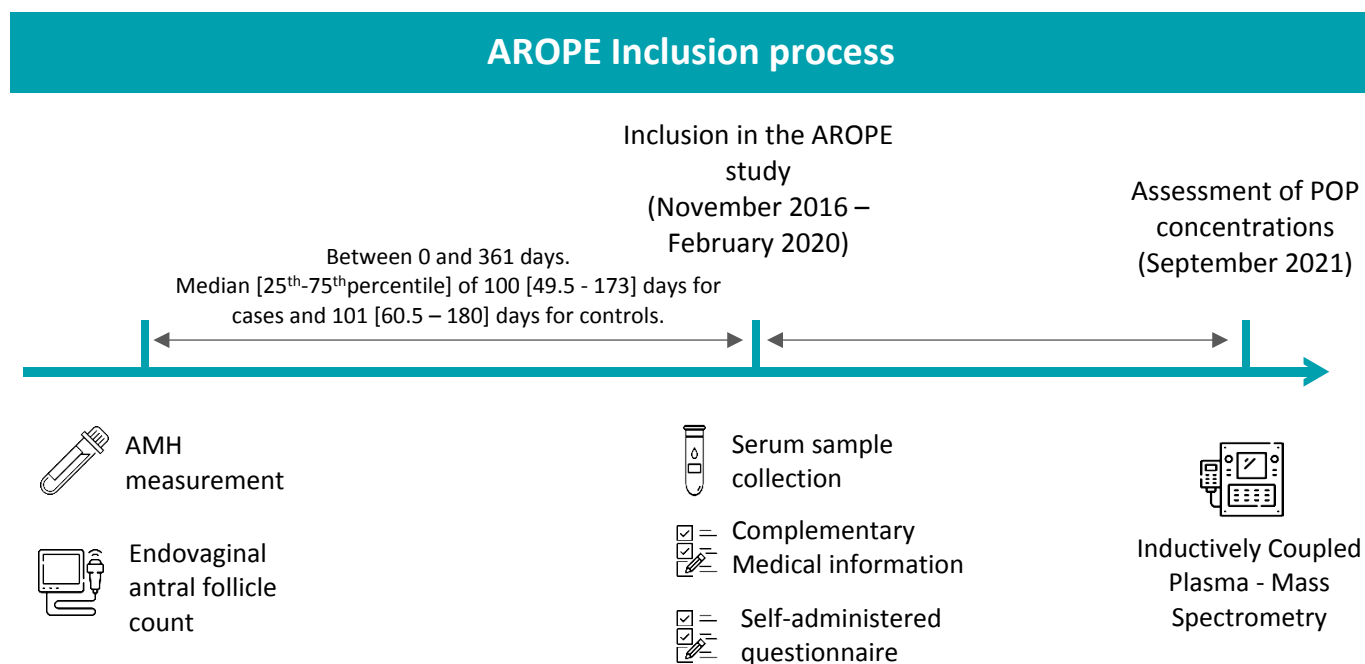 AROPE Inclusion process
Inclusion in the AROPE
study
(November 2016 –
February 2020)
Assessment of POP
concentrations
(September 2021)
Between 0 and 361 days.
Median [25th-75thpercentile] of 100 [49.5 - 173] days for
cases and 101 [60.5 – 180] days for controls.
AMH
measurement
Endovaginal
antral follicle
count
Serum sample
collection
Complementary
Medical information
Self-administered
questionnaire
Inductively Coupled
Plasma - Mass
Spectrometry